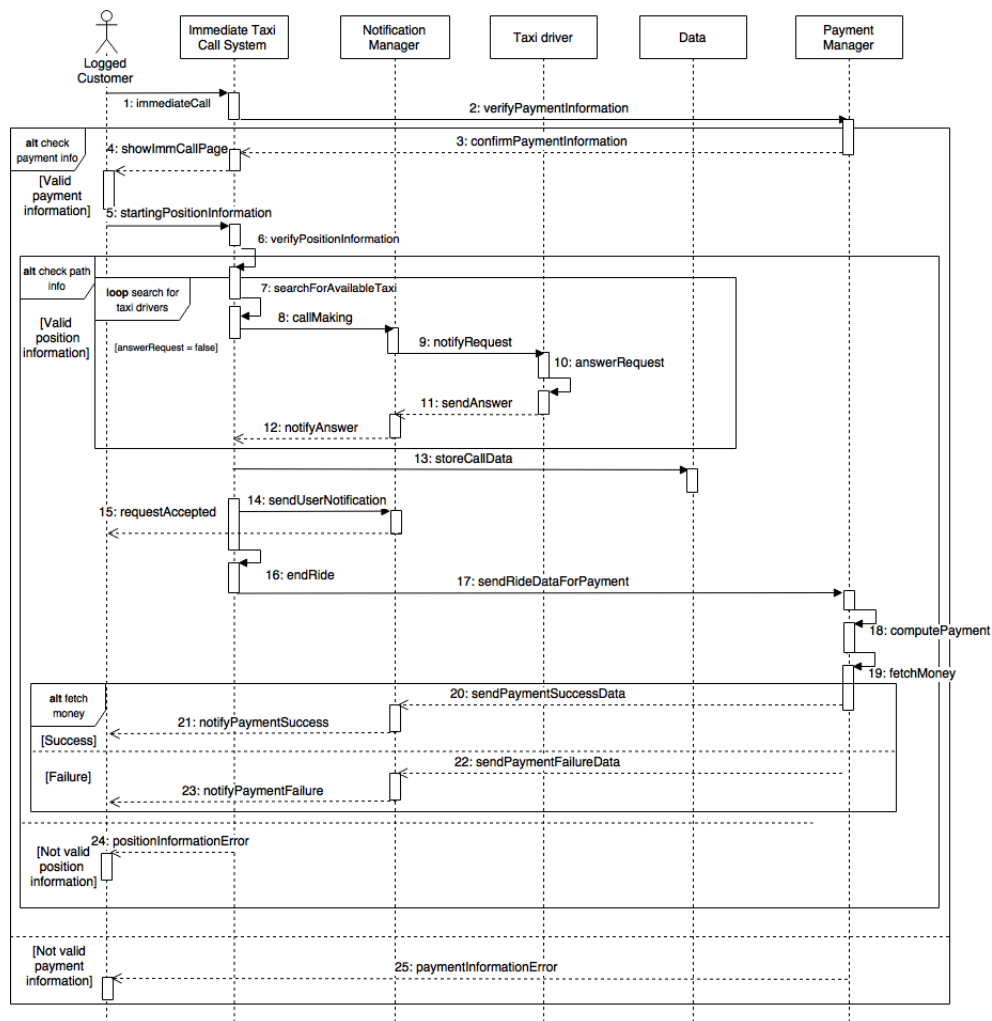 Logged
Customer
Immediate Taxi
Call System
Notification
Manager
Taxi driver
Data
Payment
Manager
1: immediateCall
2: verifyPaymentInformation
alt check
payment info
3: confirmPaymentInformation
4: showImmCallPage
[Valid
payment
information]
5: startingPositionInformation
6: verifyPositionInformation
alt check path
info
loop search for
taxi drivers
7: searchForAvailableTaxi
[Valid
position
information]
8: callMaking
[answerRequest = false]
9: notifyRequest
10: answerRequest
11: sendAnswer
12: notifyAnswer
13: storeCallData
14: sendUserNotification
15: requestAccepted
16: endRide
17: sendRideDataForPayment
18: computePayment
19: fetchMoney
alt fetch
money
20: sendPaymentSuccessData
21: notifyPaymentSuccess
[Success]
22: sendPaymentFailureData
[Failure]
23: notifyPaymentFailure
24: positionInformationError
[Not valid
position
information]
[Not valid
payment
information]
25: paymentInformationError